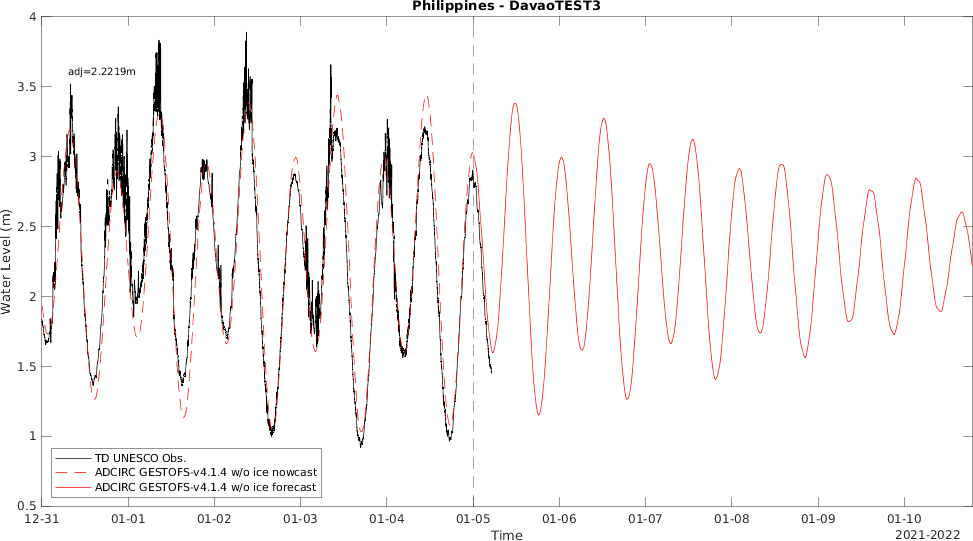 Philippines - DavaoTEST3
4
adj=2.2219m
3.5
3
2.5
2
1.5
1
0.5
Water Level (m)
TD UNESCO Obs.
ADCIRC GESTOFS-v4.1.4 w/o ice nowcast
ADCIRC GESTOFS-v4.1.4 w/o ice forecast
12-31 01-01 01-02 01-03 01-04 01-05 01-06 01-07 01-08 01-09 01-10
Time
2021-2022